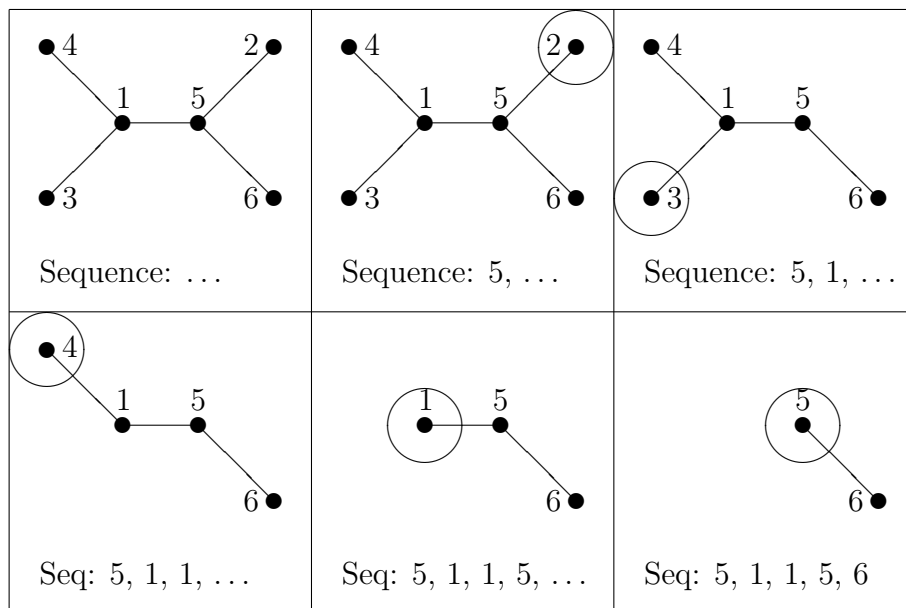 4 2
1 5
3 6
Sequence: …
4 2
1 5
3 6
Sequence: 5, …
4
1 5
3 6
Sequence: 5, 1, …
4
1 5
6
Seq: 5, 1, 1, …
1 5
6
Seq: 5, 1, 1, 5, …
5
6
Seq: 5, 1, 1, 5, 6